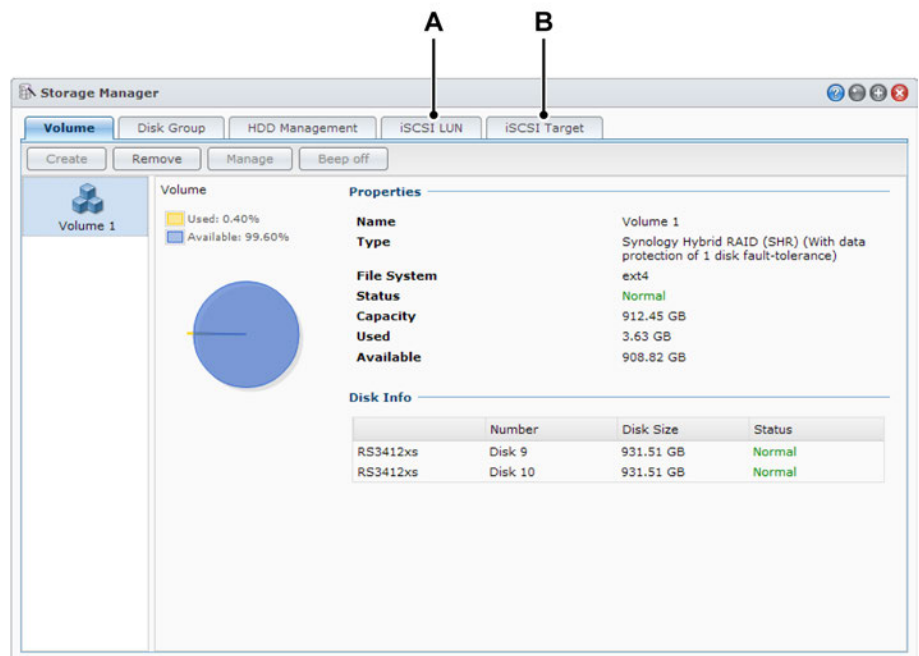 A B
Storage Manager
Volume Disk Group HDD Management iSCSI LUN iSCSI Target
Create Remove Manage Beep off
Volume 1
Volume
Used: 0.40%
Available: 99.60%
Properties
Name Volume 1
Type Synology Hybrid RAID (SHR) (With data
protection of 1 disk fault-tolerance)
File System ext4
Status Normal
Capacity 912.45 GB
Used 3.63 GB
Available 908.82 GB
Disk Info
Number Disk Size Status
RS3412xs Disk 9 931.51 GB Normal
RS3412xs Disk 10 931.51 GB Normal